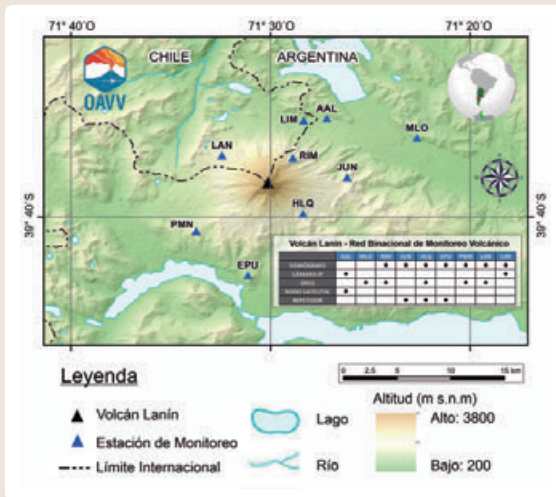 71° 40' O 71° 30' O 71° 20' O
CHILE ARGENTINA
OAVV
LIM AAL
MLO
LAN
RIM
JUN
HLQ
39° 40' S 39° 40' S
PMN
EPU
Volcán Lanín - Red Binacional de Monitoreo Volcánico
0 2.5 5 10 15 km
Leyenda
Volcán Lanín
Estación de Monitoreo
Límite Internacional
Lago
Río
Altitud (m s.n.m)
Alto: 3800
Bajo: 200